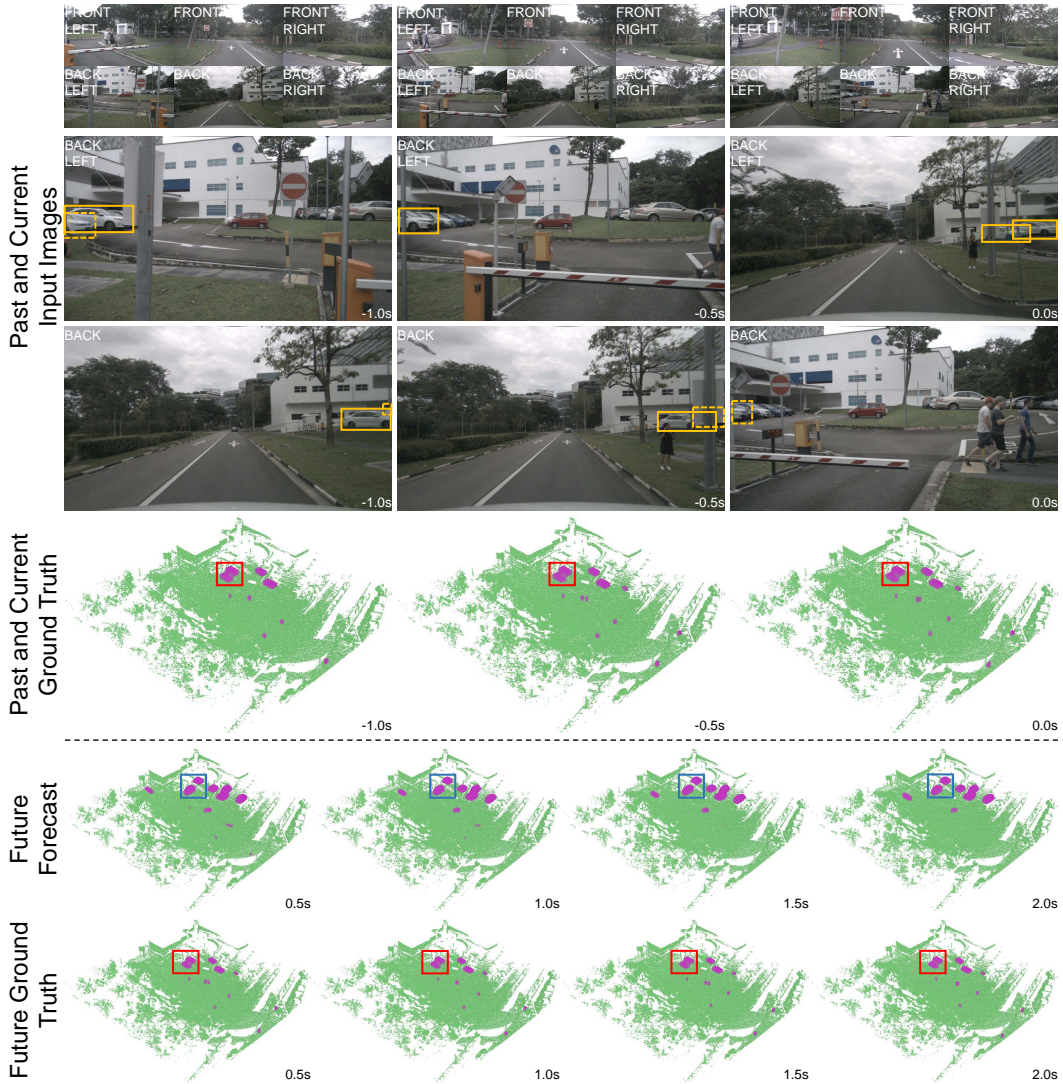 FRONT LEFT
FRONT
FRONT RIGHT
FRONT LEFT
FRONT
FRONT RIGHT
FRONT LEFT
FRONT
FRONT RIGHT
BACK LEFT
BACK
BACK RIGHT
BACK LEFT
BACK
BACK RIGHT
BACK LEFT
BACK
BACK RIGHT
Past and Current
Input Images
BACK LEFT
-1.0s
BACK LEFT
-0.5s
BACK LEFT
0.0s
BACK
-1.0s
BACK
-0.5s
BACK
0.0s
Past and Current
Ground Truth
-1.0s
-0.5s
0.0s
Future
Forecast
0.5s
1.0s
1.5s
2.0s
Future Ground
Truth
0.5s
1.0s
1.5s
2.0s